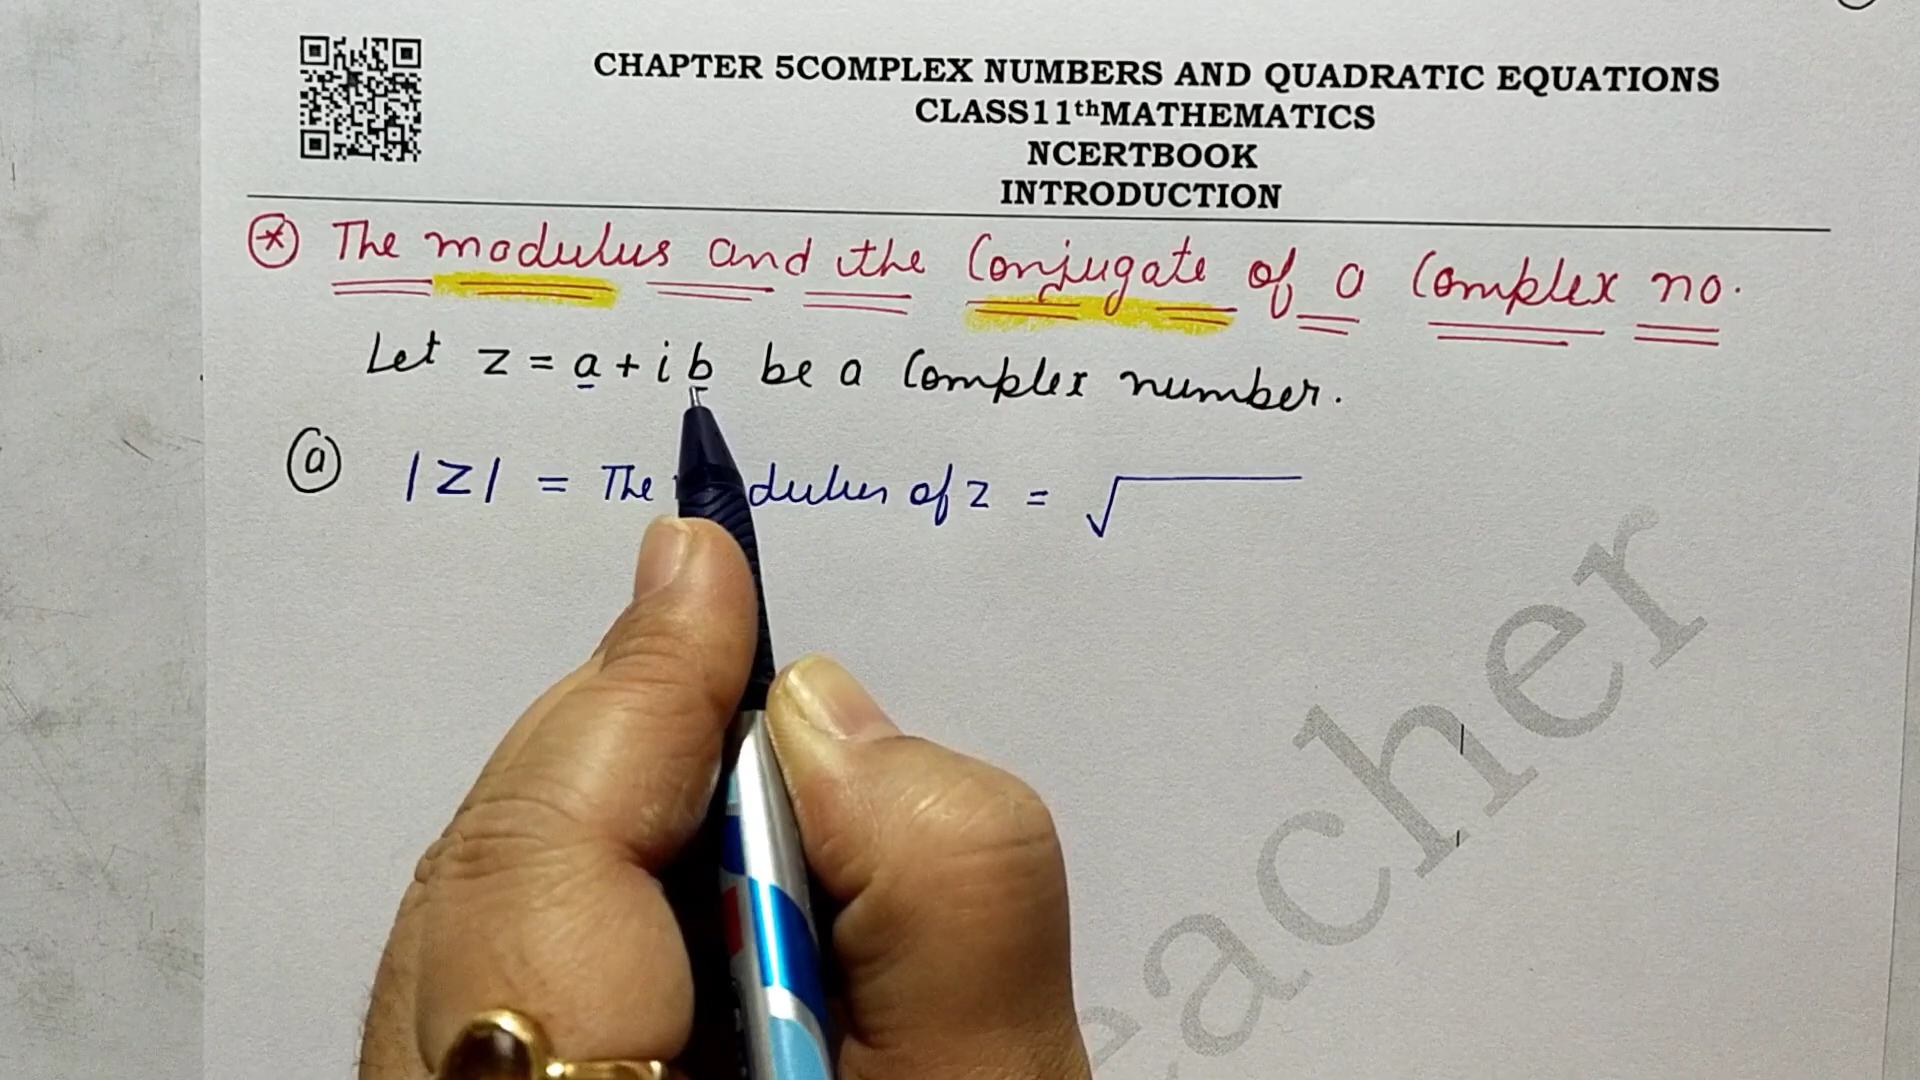 CHAPTER 5COMPLEX NUMBERS AND QUADRATIC EQUATIONS
CLASS11thMATHEMATICS
NCERTBOOK
INTRODUCTION
* The modulus and the Conjugate of a Complex no.
Let z = a + i b be a Complex number.
(a) |Z| = The dulus of z = √
eacher